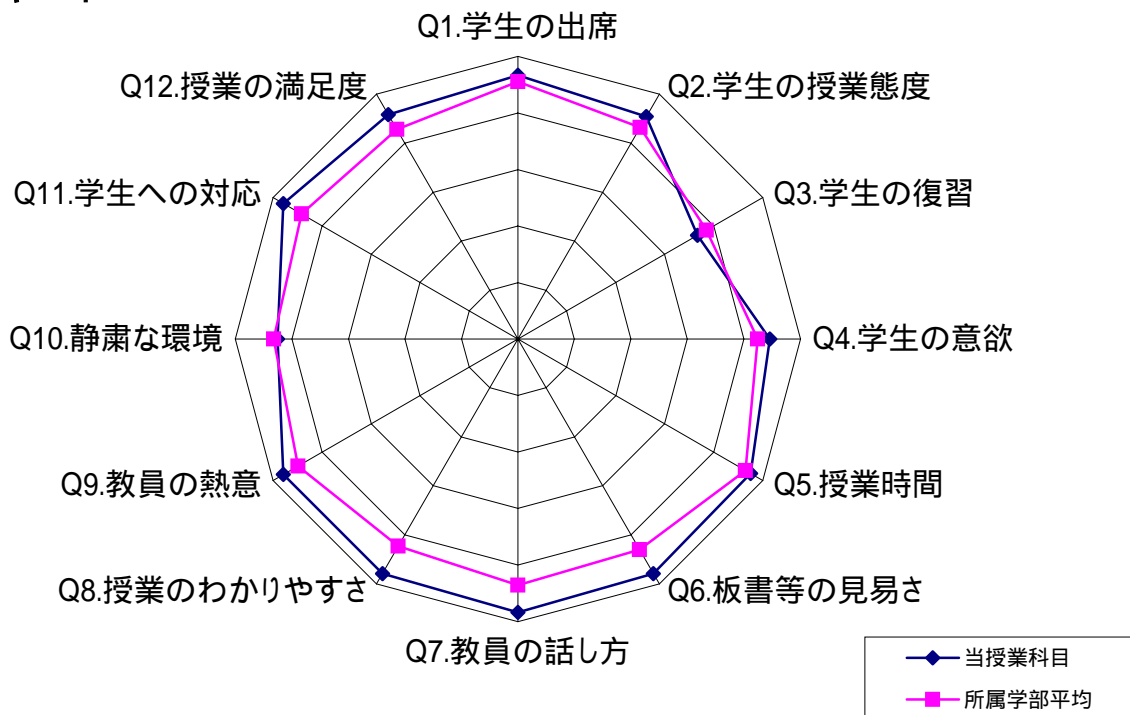 Q1.学生の出席
Q2.学生の授業態度
Q3.学生の復習
Q4.学生の意欲
Q5.授業時間
Q6.板書等の見易さ
Q7.教員の話し方
Q8.授業のわかりやすさ
Q9.教員の熱意
Q10.静粛な環境
Q11.学生への対応
Q12.授業の満足度
当授業科目
所属学部平均